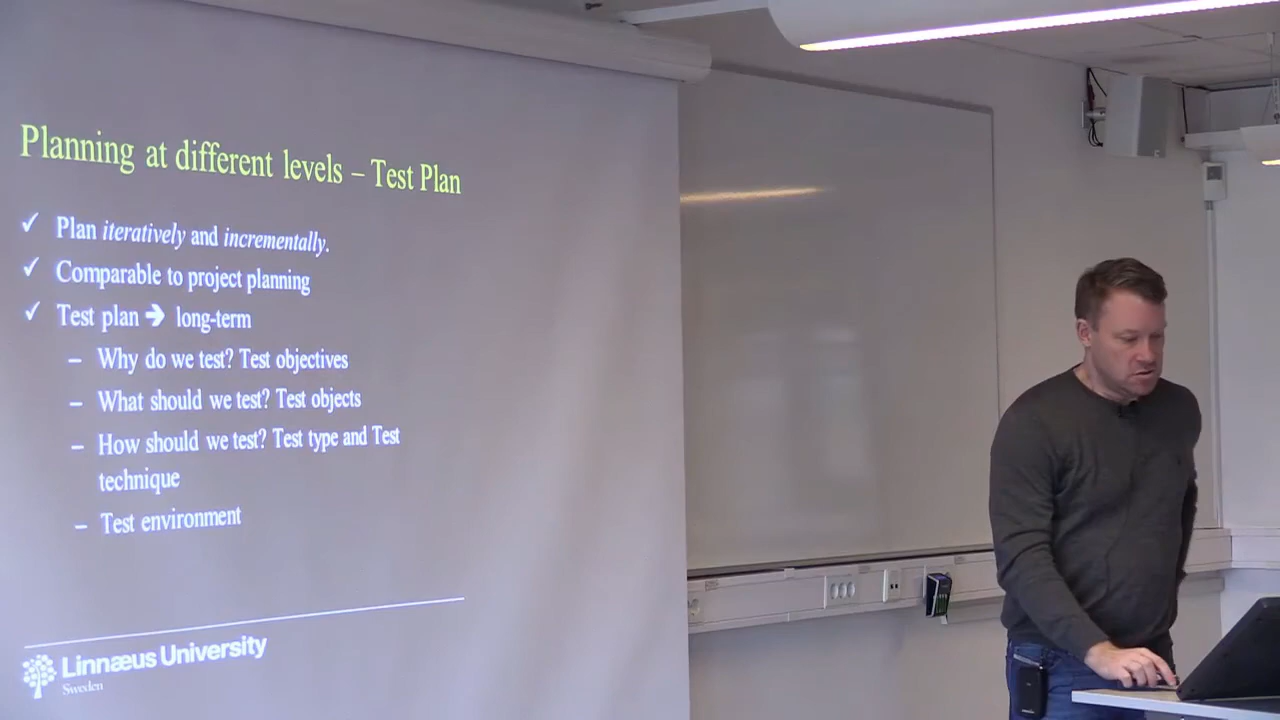 Planning at different levels – Test Plan
✓ Plan iteratively and incrementally.
✓ Comparable to project planning
✓ Test plan ➔ long-term
– Why do we test? Test objectives
– What should we test? Test objects
– How should we test? Test type and Test
technique
– Test environment
Linnæus University
Sweden